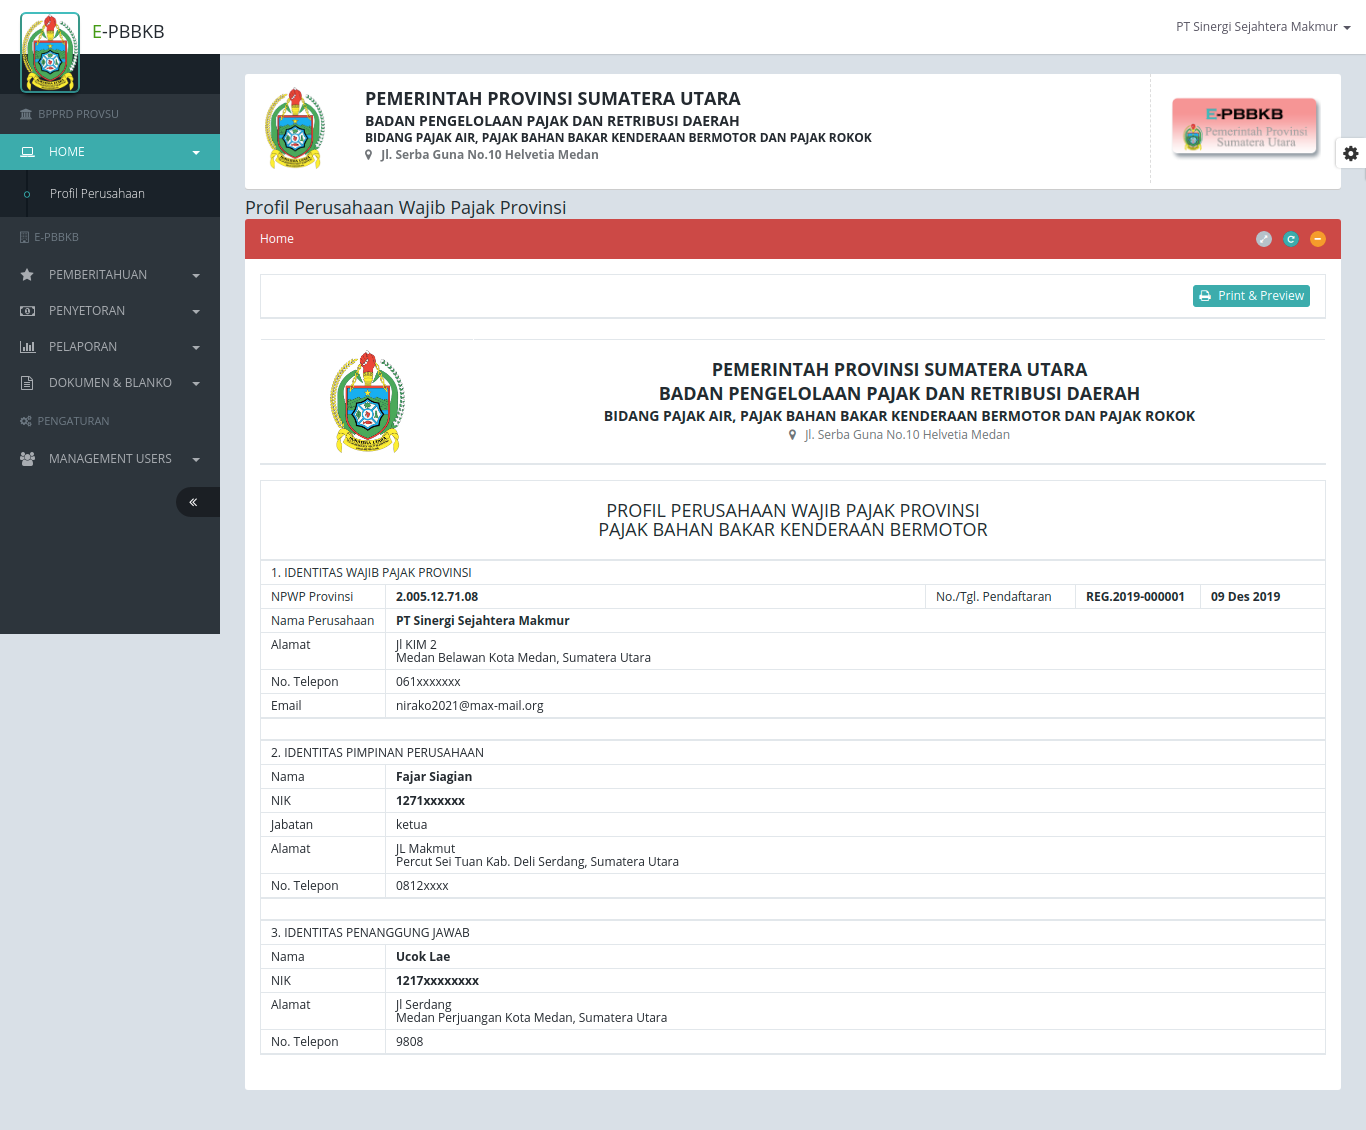 E-PBBKB
PT Sinergi Sejahtera Makmur
BPPRD PROVSU
HOME
Profil Perusahaan
E-PBBKB
PEMBERITAHUAN
PENYETORAN
PELAPORAN
DOKUMEN & BLANKO
PENGATURAN
MANAGEMENT USERS
PEMERINTAH PROVINSI SUMATERA UTARA
BADAN PENGELOLAAN PAJAK DAN RETRIBUSI DAERAH
BIDANG PAJAK AIR, PAJAK BAHAN BAKAR KENDERAAN BERMOTOR DAN PAJAK ROKOK
Jl. Serba Guna No.10 Helvetia Medan
E-PBBKB
Pemerintah Provinsi
Sumatera Utara
Profil Perusahaan Wajib Pajak Provinsi
Home
Print & Preview
PEMERINTAH PROVINSI SUMATERA UTARA
BADAN PENGELOLAAN PAJAK DAN RETRIBUSI DAERAH
BIDANG PAJAK AIR, PAJAK BAHAN BAKAR KENDERAAN BERMOTOR DAN PAJAK ROKOK
Jl. Serba Guna No.10 Helvetia Medan
PROFIL PERUSAHAAN WAJIB PAJAK PROVINSI
PAJAK BAHAN BAKAR KENDERAAN BERMOTOR
1. IDENTITAS WAJIB PAJAK PROVINSI
NPWP Provinsi 2.005.12.71.08 No./Tgl. Pendaftaran REG.2019-000001 09 Des 2019
Nama Perusahaan PT Sinergi Sejahtera Makmur
Alamat Jl KIM 2
Medan Belawan Kota Medan, Sumatera Utara
No. Telepon 061xxxxxxx
Email nirako2021@max-mail.org
2. IDENTITAS PIMPINAN PERUSAHAAN
Nama Fajar Siagian
NIK 1271xxxxxx
Jabatan ketua
Alamat JL Makmut
Percut Sei Tuan Kab. Deli Serdang, Sumatera Utara
No. Telepon 0812xxxx
3. IDENTITAS PENANGGUNG JAWAB
Nama Ucok Lae
NIK 1217xxxxxxxx
Alamat Jl Serdang
Medan Perjuangan Kota Medan, Sumatera Utara
No. Telepon 9808